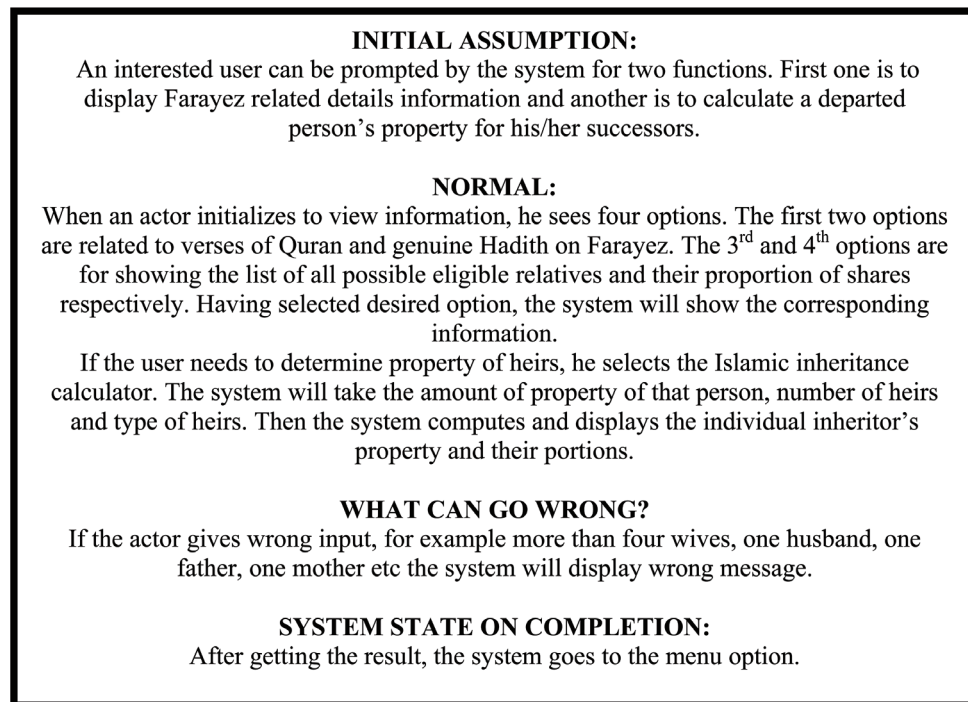 INITIAL ASSUMPTION:
An interested user can be prompted by the system for two functions. First one is to
display Farayez related details information and another is to calculate a departed
person’s property for his/her successors.
NORMAL:
When an actor initializes to view information, he sees four options. The first two options
are related to verses of Quran and genuine Hadith on Farayez. The 3rd and 4th options are
for showing the list of all possible eligible relatives and their proportion of shares
respectively. Having selected desired option, the system will show the corresponding
information.
If the user needs to determine property of heirs, he selects the Islamic inheritance
calculator. The system will take the amount of property of that person, number of heirs
and type of heirs. Then the system computes and displays the individual inheritor’s
property and their portions.
WHAT CAN GO WRONG?
If the actor gives wrong input, for example more than four wives, one husband, one
father, one mother etc the system will display wrong message.
SYSTEM STATE ON COMPLETION:
After getting the result, the system goes to the menu option.